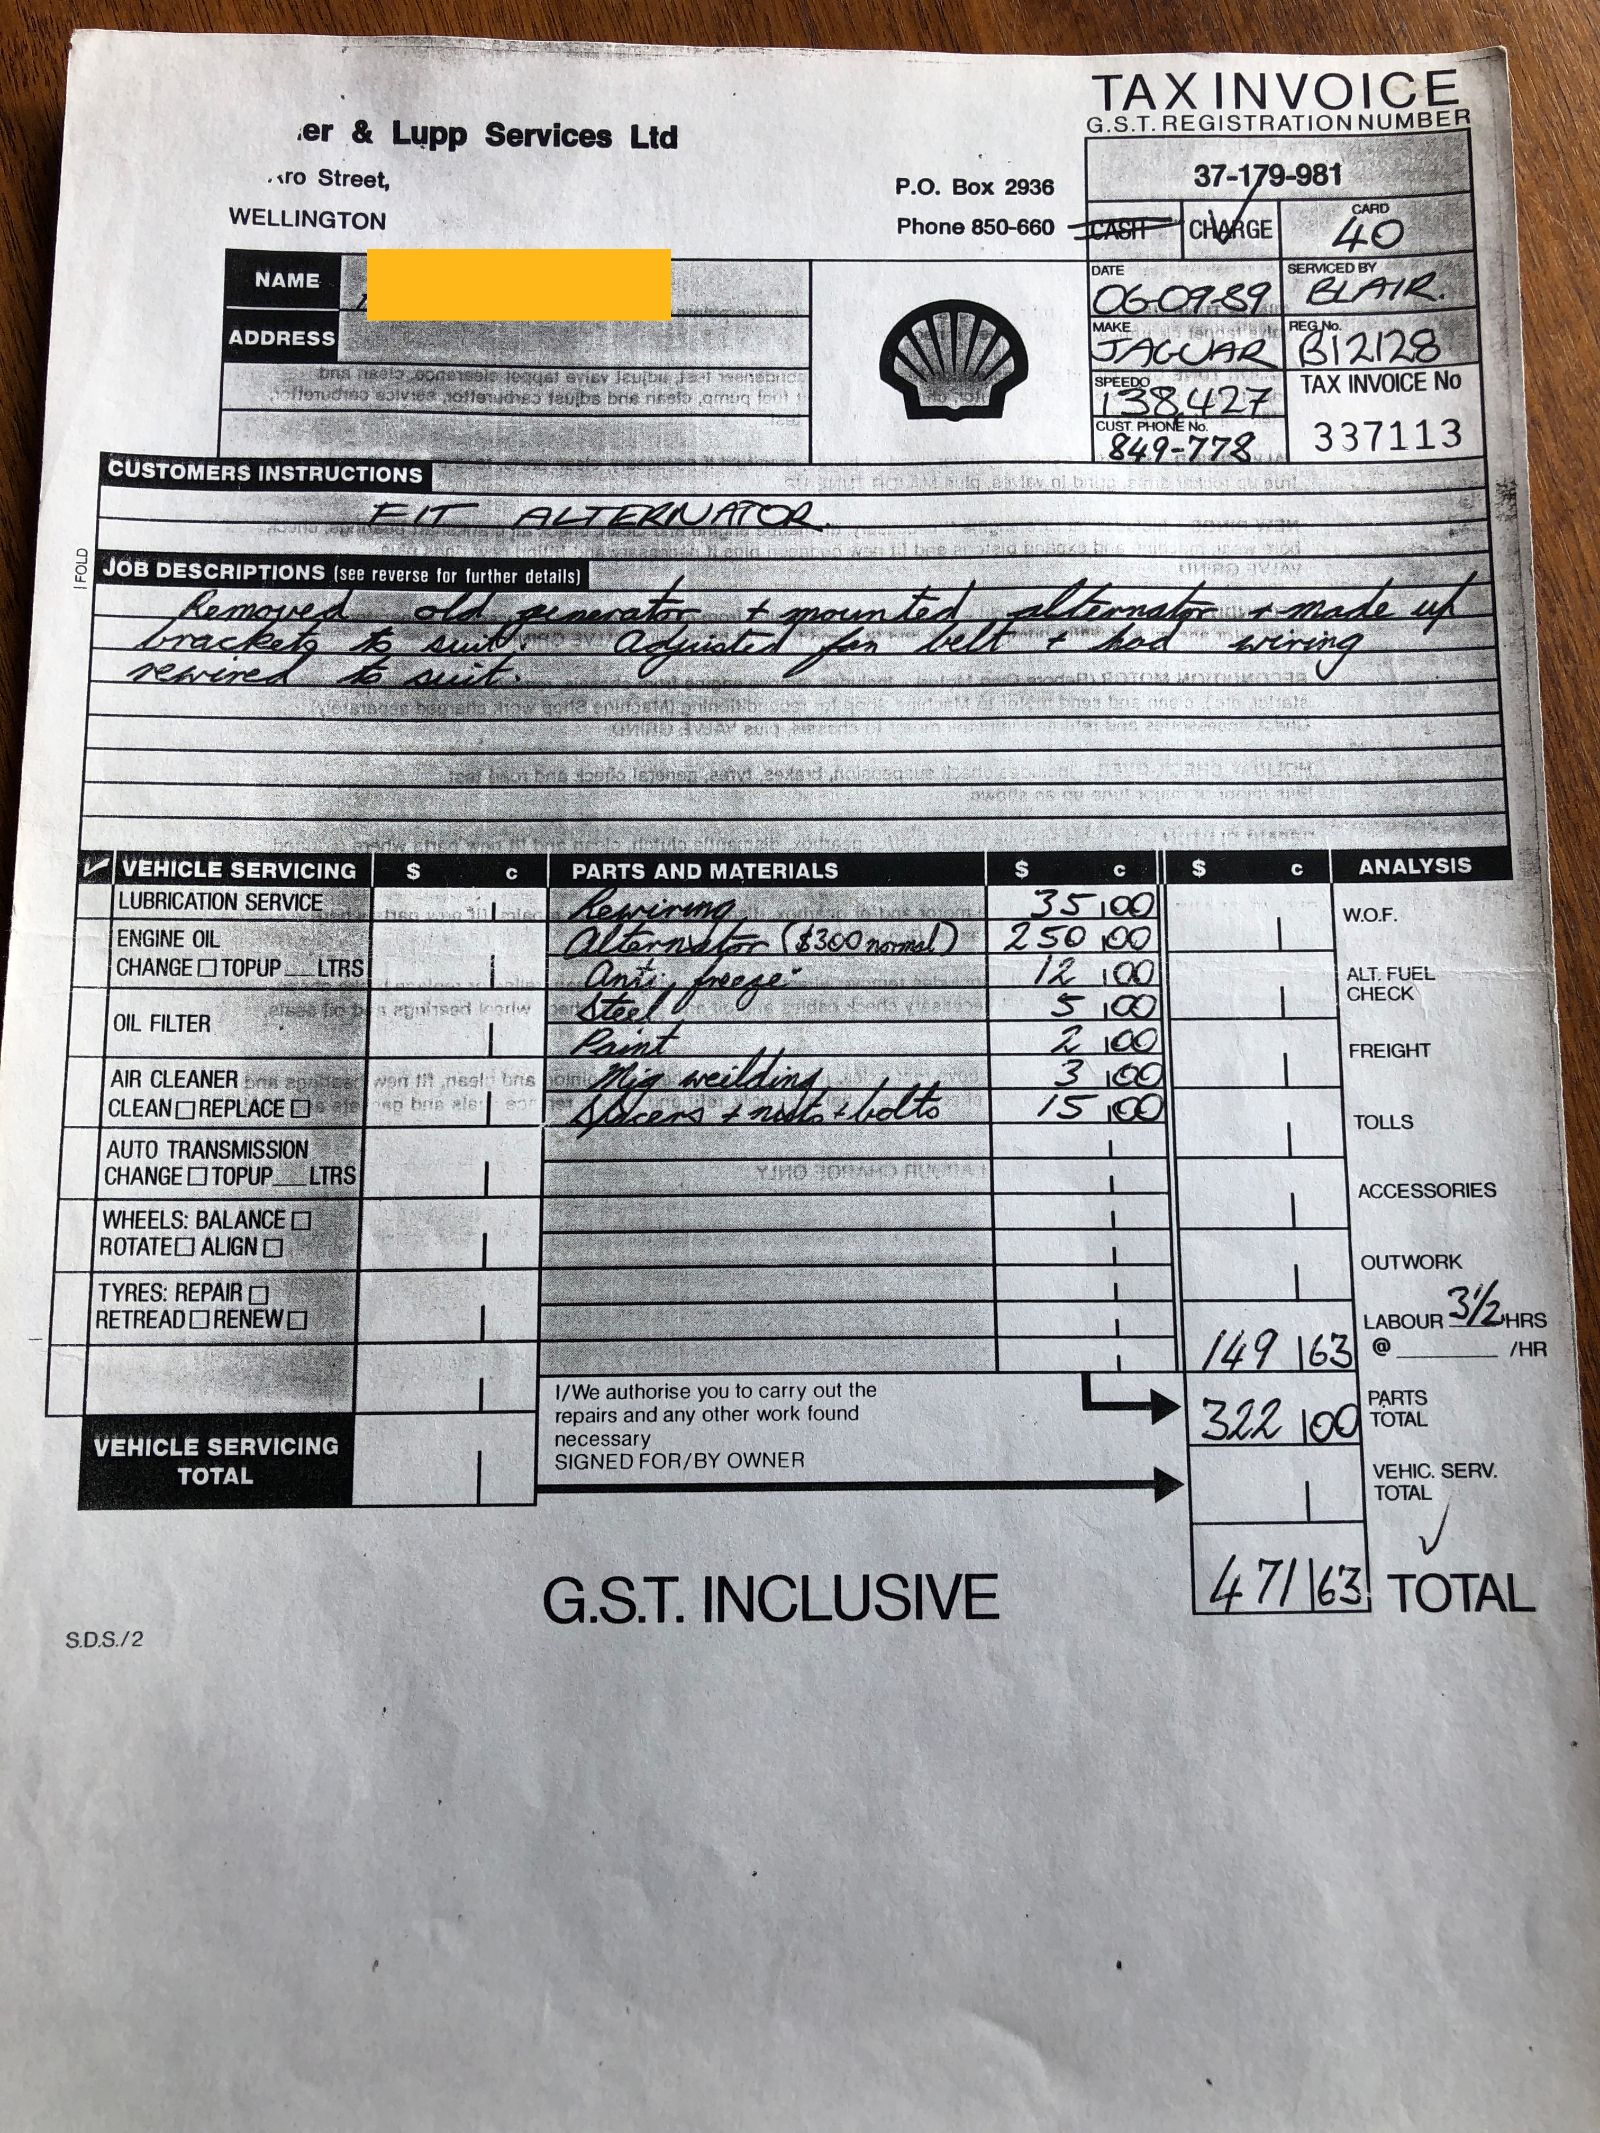 TAX INVOICE
G.S.T. REGISTRATION NUMBER
er & Lupp Services Ltd
ro Street,
WELLINGTON
P.O. Box 2936
Phone 850-660
37-179-981
CASH
CHARGE
CARD
40
NAME
ADDRESS
DATE
06-09-89
SERVICED BY
BLAIR.
MAKE
JAGUAR
REG No.
B12128
SPEEDO
138,427
TAX INVOICE No
337113
CUST. PHONE No.
849-778
CUSTOMERS INSTRUCTIONS
FIT ALTERNATOR.
FOLD
JOB DESCRIPTIONS (see reverse for further details)
Removed old generator + mounted alternator + made up
brackets to suit. Adjusted fan belt + had wiring
rewired to suit.
VEHICLE SERVICING $ c
PARTS AND MATERIALS $ c
$ c ANALYSIS
LUBRICATION SERVICE
ENGINE OIL
CHANGE TOPUP LTRS
OIL FILTER
AIR CLEANER
CLEAN REPLACE
AUTO TRANSMISSION
CHANGE TOPUP LTRS
WHEELS: BALANCE
ROTATE ALIGN
TYRES: REPAIR
RETREAD RENEW
VEHICLE SERVICING
TOTAL
Rewiring 35 00
Alternator ($300 normal) 250 00
Anti freeze 12 00
Steel 5 00
Paint 2 00
Mig weilding 3 00
Spacers + nuts + bolts 15 00
LABOUR CHARGE ONLY
W.O.F.
ALT. FUEL
CHECK
FREIGHT
TOLLS
ACCESSORIES
OUTWORK
LABOUR 3 1/2 HRS
149 63 @ /HR
I/We authorise you to carry out the
repairs and any other work found
necessary
SIGNED FOR/BY OWNER
322 00 PARTS
TOTAL
VEHIC. SERV.
TOTAL
G.S.T. INCLUSIVE
471 63 TOTAL
S.D.S./2